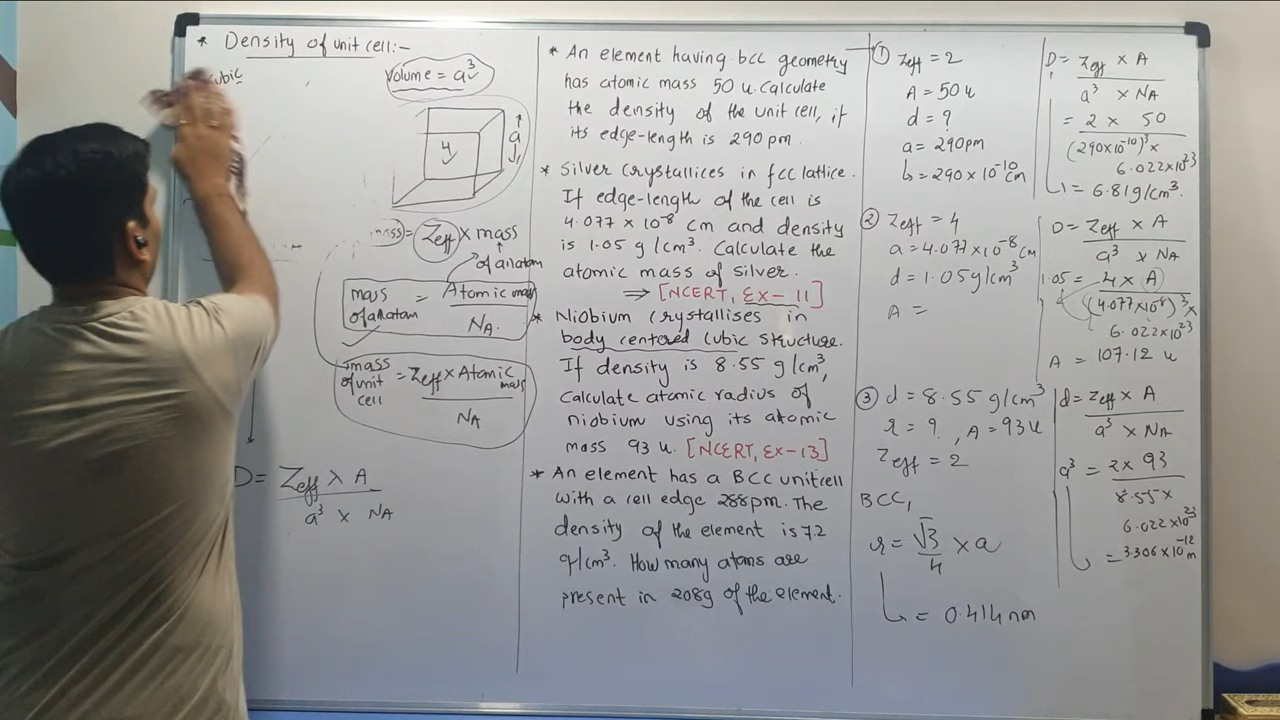 * Density of unit cell:-
cubic
Volume = a³
a
4
mass = Zeff × mass
of an atom
mass of an atom = Atomic mass
NA.
mass of unit cell = Zeff × Atomic mass
NA
D = Zeff × A
a³ × NA
* An element having bcc geometry
has atomic mass 50 u. Calculate
the density of the unit cell, if
its edge-length is 290 pm.
* Silver crystallices in fcc lattice.
If edge-length of the cell is
4.077 × 10⁻⁸ cm and density
is 1.05 g/cm³. Calculate the
atomic mass of silver.
⇒ [NCERT, Ex-11]
* Niobium crystallises in
body centered cubic structure.
If density is 8.55 g/cm³,
Calculate atomic radius of
niobium using its atomic
mass 93 u. [NCERT, Ex-13]
* An element has a BCC unitcell
with a cell edge 288pm. The
density of the element is 7.2
g/cm³. How many atoms are
present in 208g of the element.
① Zeff = 2
A = 50 u
d = ?
a = 290pm
= 290 × 10⁻¹⁰ cm
D = Zeff × A
a³ × NA
= 2 × 50
(290×10⁻¹⁰)³ ×
6.022×10²³
= 6.81g/cm³.
② Zeff = 4
a = 4.077 × 10⁻⁸ cm
d = 1.05g/cm³
A =
D = Zeff × A
a³ × NA
1.05 = 4 × A
(4.077×10⁻⁸)³ ×
6.022×10²³
A = 107.12 u
③ d = 8.55 g/cm³
r = ? , A = 93u
Zeff = 2
BCC,
r = √3 × a
4
= 0.414 nm
d = Zeff × A
a³ × NA
a³ = 2 × 93
8.55×
6.022×10²³
= 3.306×10⁻¹² m